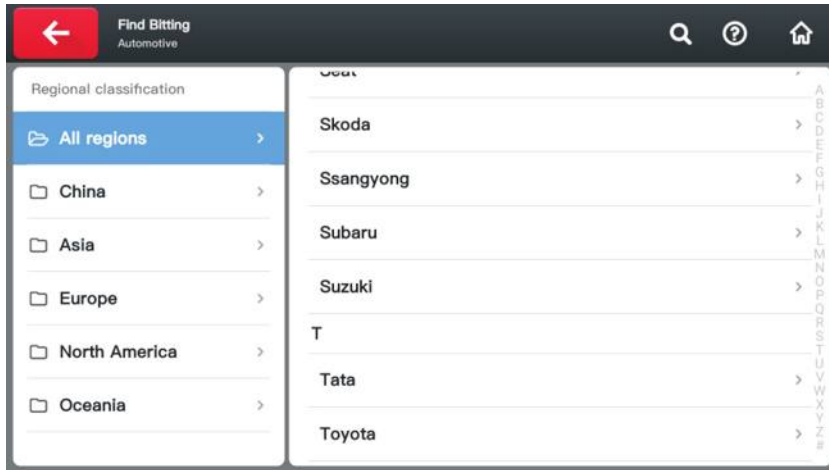 Find Bitting
Automotive
Regional classification
All regions
China
Asia
Europe
North America
Oceania
Seat
Skoda
Ssangyong
Subaru
Suzuki
T
Tata
Toyota
A
B
C
D
E
F
G
H
I
J
K
L
M
N
O
P
Q
R
S
T
U
V
W
X
Y
Z
#